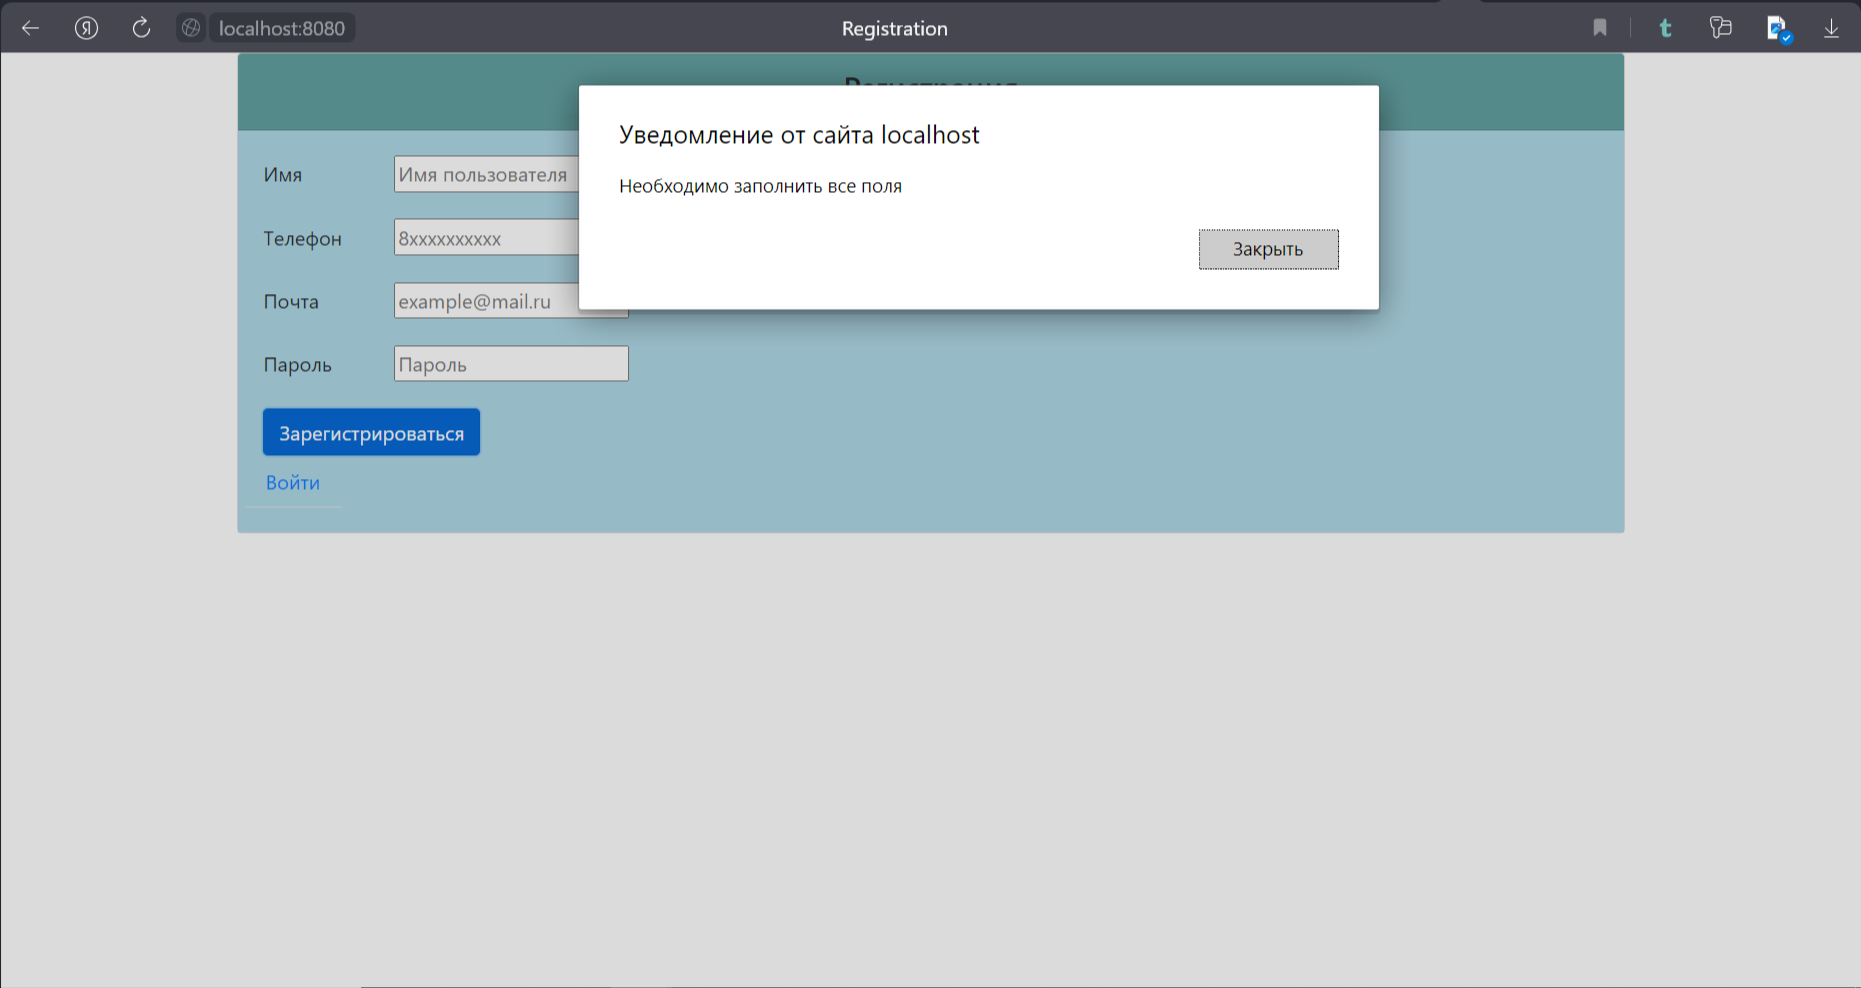 localhost:8080
Registration
Уведомление от сайта localhost
Необходимо заполнить все поля
Закрыть
Имя
Имя пользователя
Телефон
8xxxxxxxxxx
Почта
example@mail.ru
Пароль
Пароль
Зарегистрироваться
Войти